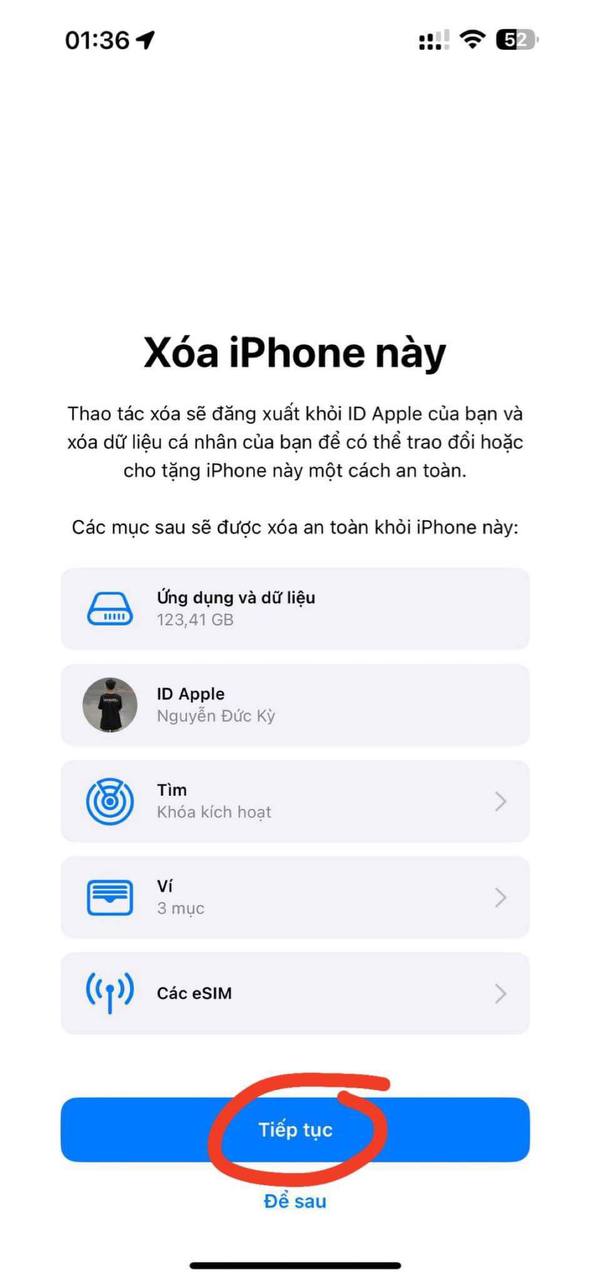 01:36
52
Xóa iPhone này
Thao tác xóa sẽ đăng xuất khỏi ID Apple của bạn và
xóa dữ liệu cá nhân của bạn để có thể trao đổi hoặc
cho tặng iPhone này một cách an toàn.
Các mục sau sẽ được xóa an toàn khỏi iPhone này:
Ứng dụng và dữ liệu
123,41 GB
ID Apple
Nguyễn Đức Kỳ
Tìm
Khóa kích hoạt
Ví
3 mục
Các eSIM
Tiếp tục
Để sau